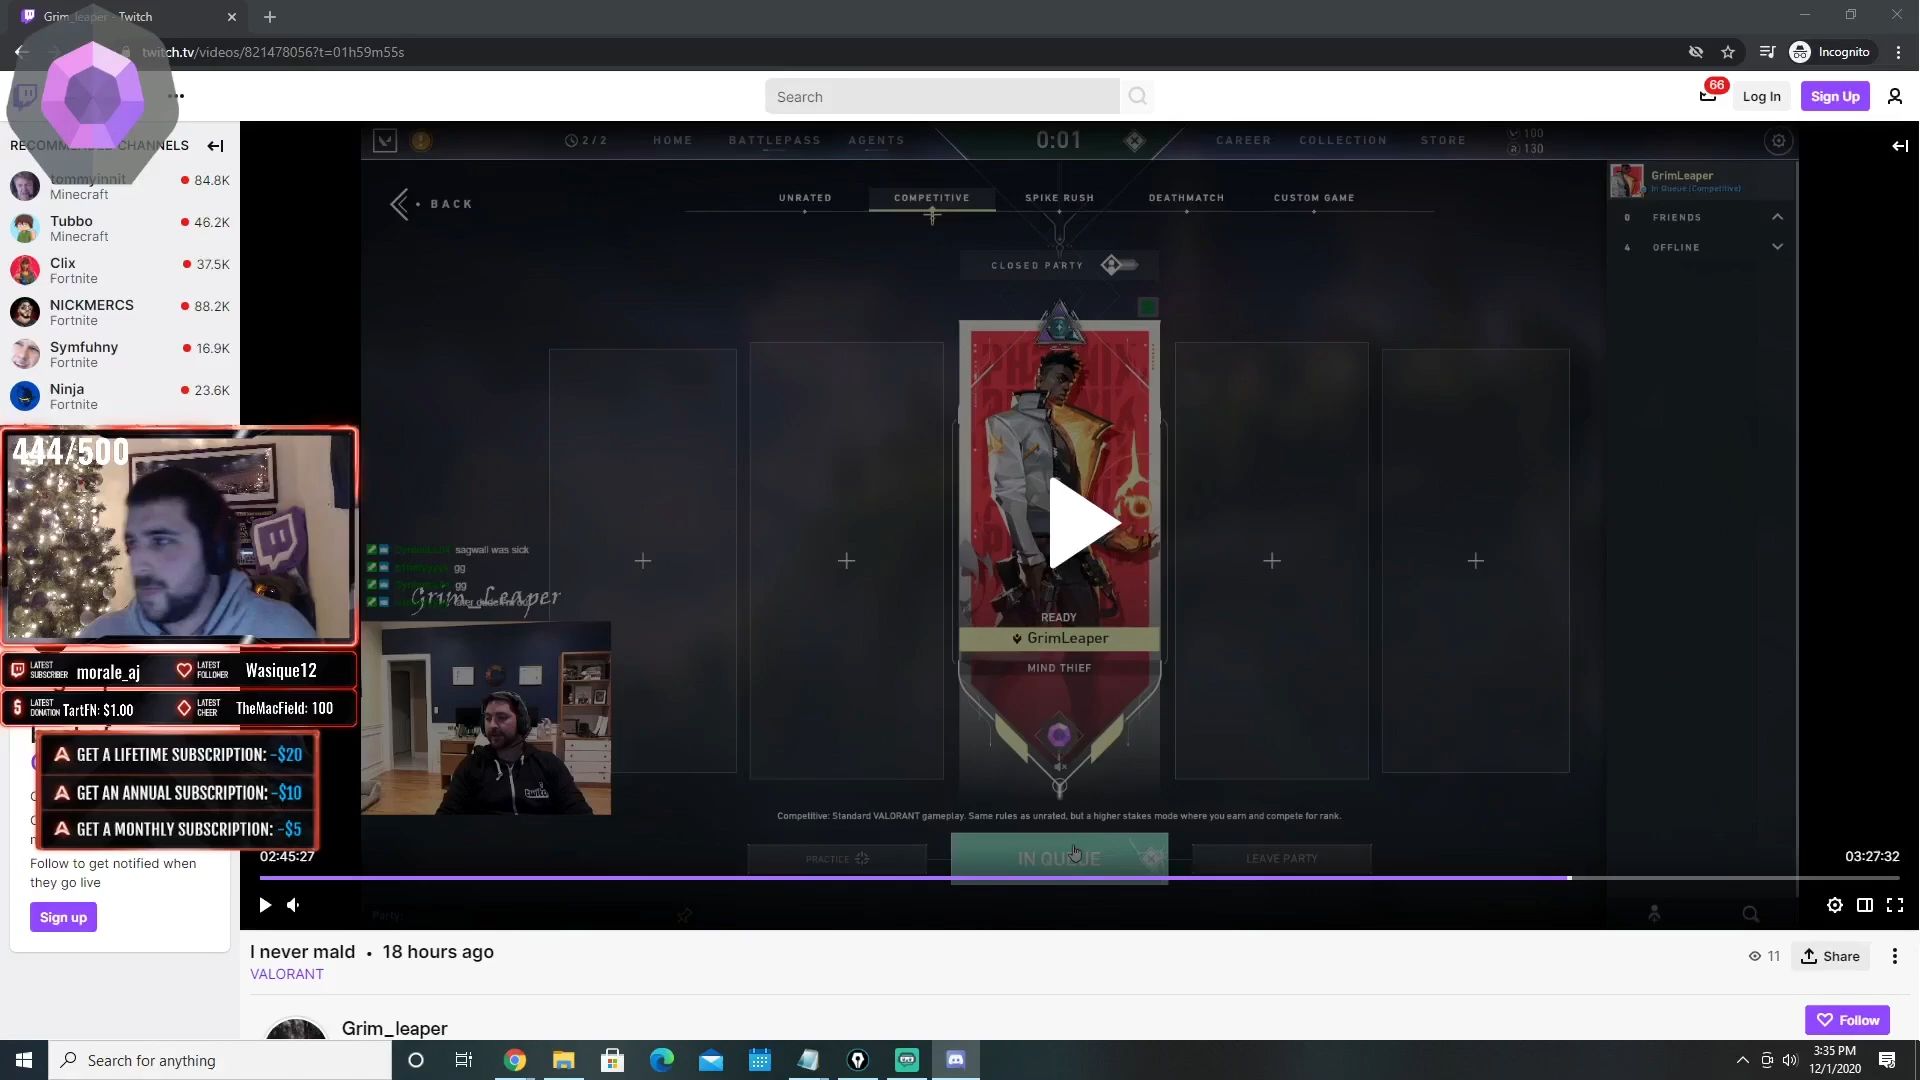 Grim_leaper - Twitch
twitch.tv/videos/821478056?t=01h59m55s
Incognito
Search
66
Log In
Sign Up
RECOMMENDED CHANNELS
tommyinnit
84.8K
Minecraft
Tubbo
46.2K
Minecraft
Clix
37.5K
Fortnite
NICKMERCS
88.2K
Fortnite
Symfuhny
16.9K
Fortnite
Ninja
23.6K
Fortnite
444/500
LATEST SUBSCRIBER morale_aj
LATEST FOLLOWER Wasique12
LATEST DONATION TartFN: $1.00
LATEST CHEER TheMacField: 100
GET A LIFETIME SUBSCRIPTION: -$20
GET AN ANNUAL SUBSCRIPTION: -$10
GET A MONTHLY SUBSCRIPTION: -$5
Follow to get notified when
they go live
Sign up
2/2
HOME
BATTLEPASS
AGENTS
0:01
CAREER
COLLECTION
STORE
100
130
BACK
UNRATED
COMPETITIVE
SPIKE RUSH
DEATHMATCH
CUSTOM GAME
GrimLeaper
In Queue (Competitive)
0 FRIENDS
4 OFFLINE
CLOSED PARTY
sagwall was sick
gg
gg
Grim_Leaper
READY
GrimLeaper
MIND THIEF
twitch
Competitive: Standard VALORANT gameplay. Same rules as unrated, but a higher stakes mode where you earn and compete for rank.
PRACTICE
IN QUEUE
LEAVE PARTY
02:45:27
03:27:32
Party:
I never mald • 18 hours ago
VALORANT
11
Share
Grim_leaper
Follow
Search for anything
3:35 PM
12/1/2020